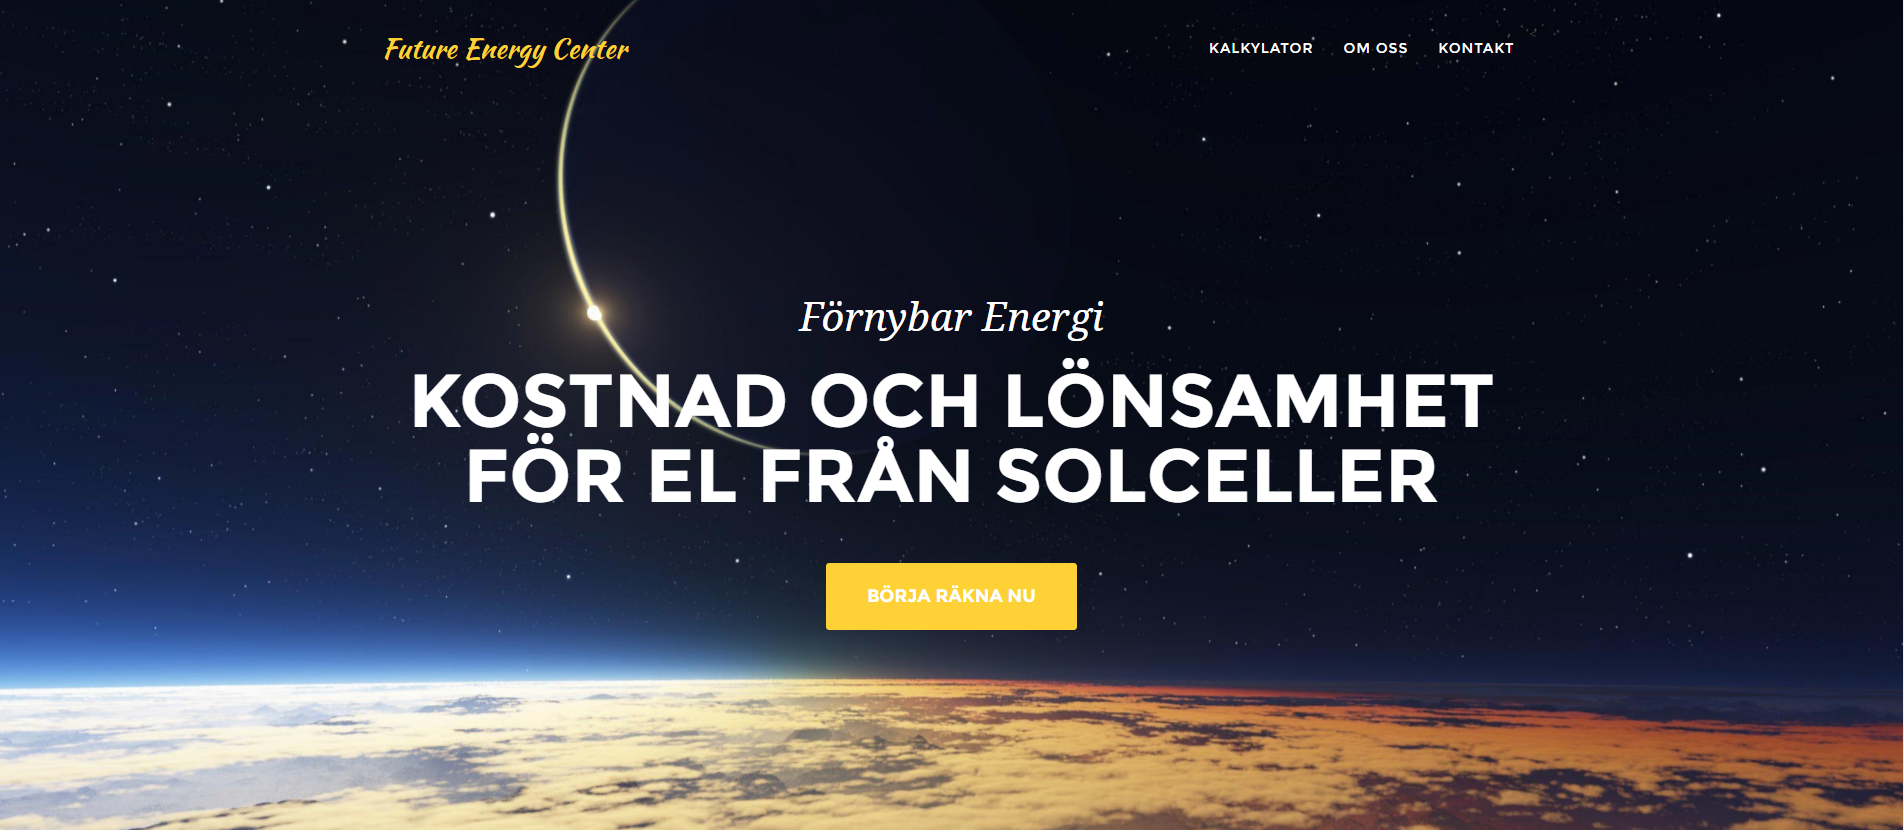 Future Energy Center
KALKYLATOR OM OSS KONTAKT
Förnybar Energi
KOSTNAD OCH LÖNSAMHET
FÖR EL FRÅN SOLCELLER
BÖRJA RÄKNA NU